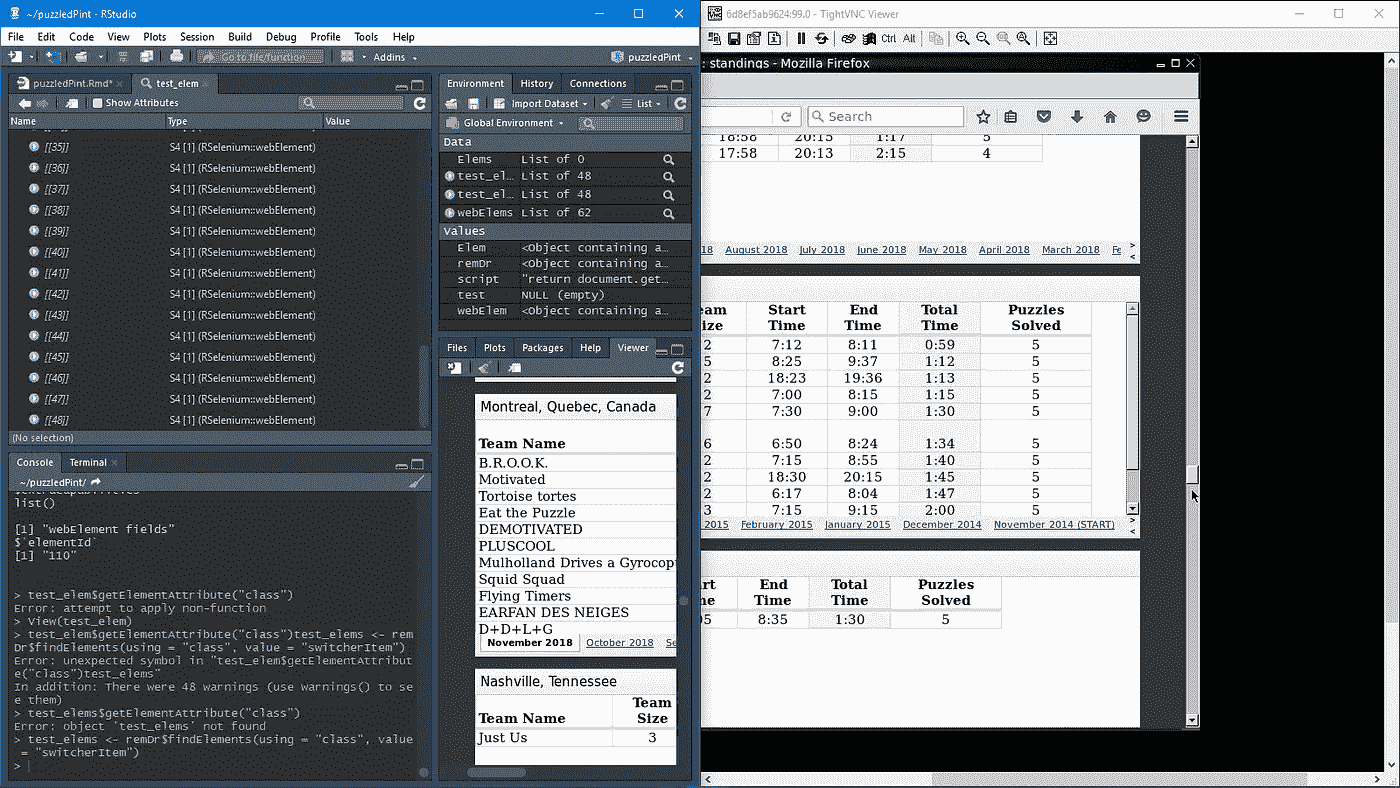 ~/puzzledPint - RStudio
File Edit Code View Plots Session Build Debug Profile Tools Help
Go to file/function
Addins
puzzledPint
puzzledPint.Rmd*
test_elem
Show Attributes
Name Type Value
[[35]] S4 [1] (RSelenium::webElement)
[[36]] S4 [1] (RSelenium::webElement)
[[37]] S4 [1] (RSelenium::webElement)
[[38]] S4 [1] (RSelenium::webElement)
[[39]] S4 [1] (RSelenium::webElement)
[[40]] S4 [1] (RSelenium::webElement)
[[41]] S4 [1] (RSelenium::webElement)
[[42]] S4 [1] (RSelenium::webElement)
[[43]] S4 [1] (RSelenium::webElement)
[[44]] S4 [1] (RSelenium::webElement)
[[45]] S4 [1] (RSelenium::webElement)
[[46]] S4 [1] (RSelenium::webElement)
[[47]] S4 [1] (RSelenium::webElement)
[[48]] S4 [1] (RSelenium::webElement)
(No selection)
Console Terminal
~/puzzledPint/
list()
[1] "webElement fields"
$`elementId`
[1] "110"
> test_elem$getElementAttribute("class")
Error: attempt to apply non-function
> View(test_elem)
> test_elem$getElementAttribute("class")test_elems <- rem
Dr$findElements(using = "class", value = "switcherItem")
Error: unexpected symbol in "test_elem$getElementAttribut
e("class")test_elems"
In addition: There were 48 warnings (use warnings() to se
e them)
> test_elems$getElementAttribute("class")
Error: object 'test_elems' not found
> test_elems <- remDr$findElements(using = "class", value
= "switcherItem")
>
Environment History Connections
Import Dataset List
Global Environment
Data
Elems List of 0
test_el… List of 48
test_el… List of 48
webElems List of 62
Values
Elem <Object containing a…
remDr <Object containing a…
script "return document.get…
test NULL (empty)
webElem <Object containing a…
Files Plots Packages Help Viewer
Montreal, Quebec, Canada
Team Name
B.R.O.O.K.
Motivated
Tortoise tortes
Eat the Puzzle
DEMOTIVATED
PLUSCOOL
Mulholland Drives a Gyrocop
Squid Squad
Flying Timers
EARFAN DES NEIGES
D+D+L+G
November 2018 October 2018 Se
Nashville, Tennessee
Team Name Team Size
Just Us 3
6d8ef5ab9624:99.0 - TightVNC Viewer
Ctrl Alt
: standings - Mozilla Firefox
Search
18:58 20:15 1:17 5
17:58 20:13 2:15 4
18 August 2018 July 2018 June 2018 May 2018 April 2018 March 2018 Fe
eam Start End Total Puzzles
ize Time Time Time Solved
2 7:12 8:11 0:59 5
5 8:25 9:37 1:12 5
2 18:23 19:36 1:13 5
2 7:00 8:15 1:15 5
7 7:30 9:00 1:30 5
6 6:50 8:24 1:34 5
2 7:15 8:55 1:40 5
2 18:30 20:15 1:45 5
2 6:17 8:04 1:47 5
3 7:15 9:15 2:00 5
2015 February 2015 January 2015 December 2014 November 2014 (START)
rt End Total Puzzles
ne Time Time Solved
05 8:35 1:30 5